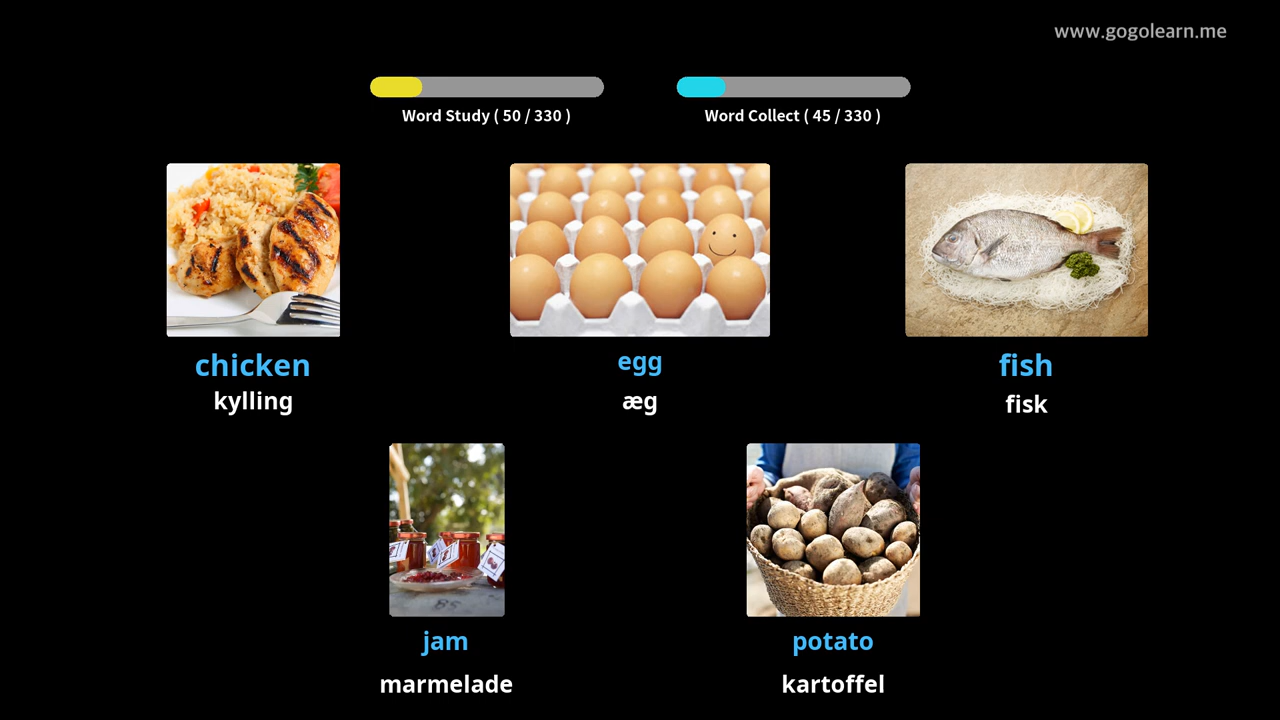 www.gogolearn.me
Word Study ( 50 / 330 )
Word Collect ( 45 / 330 )
chicken
kylling
egg
æg
fish
fisk
jam
marmelade
potato
kartoffel